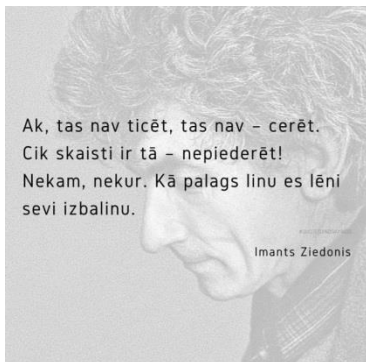 Ak, tas nav ticēt, tas nav – cerēt.
Cik skaisti ir tā – nepiederēt!
Nekam, nekur. Kā palags linu es lēni
sevi izbalinu.
Imants Ziedonis